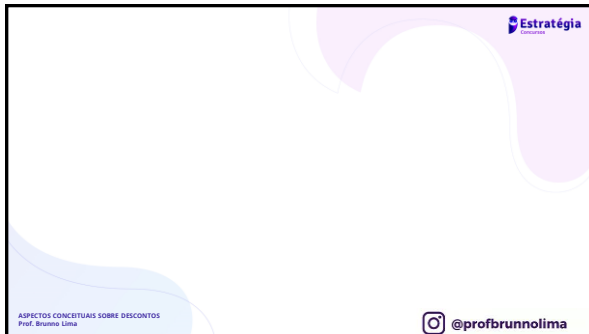 Estratégia
Concursos
ASPECTOS CONCEITUAIS SOBRE DESCONTOS
Prof. Brunno Lima
@profbrunnolima